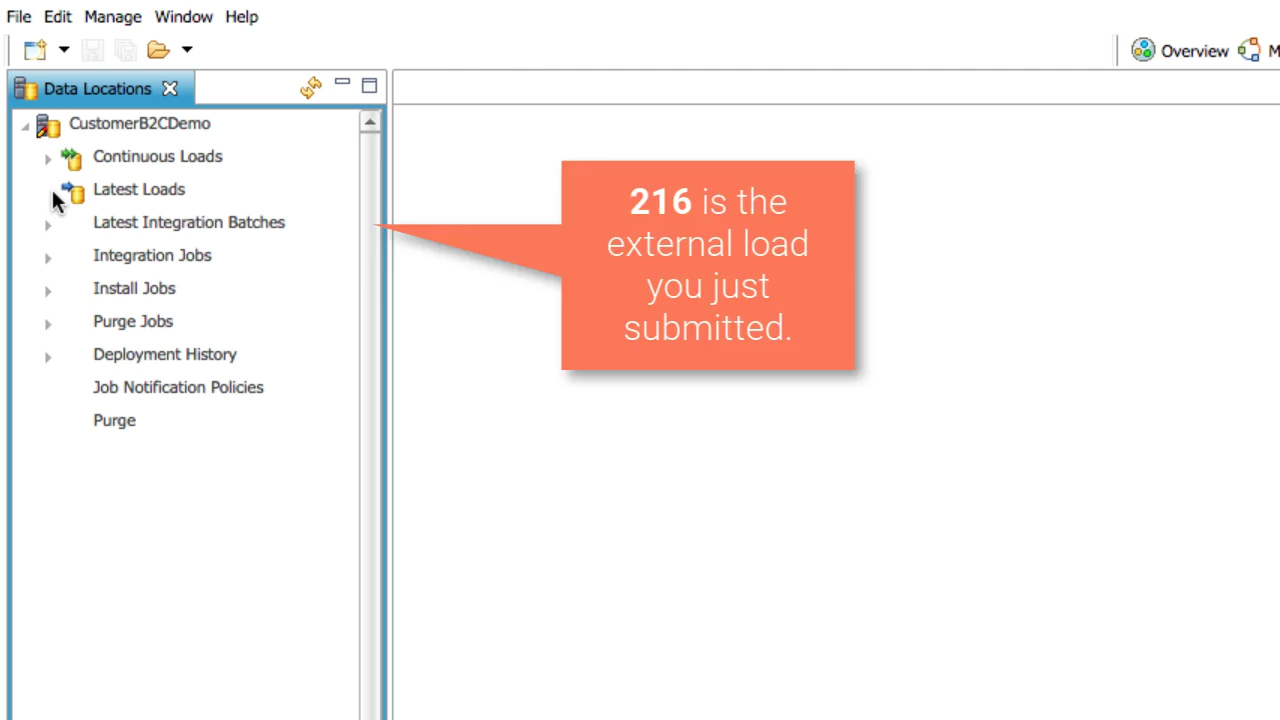 File Edit Manage Window Help
Overview M
Data Locations
CustomerB2CDemo
Continuous Loads
Latest Loads
Latest Integration Batches
Integration Jobs
Install Jobs
Purge Jobs
Deployment History
Job Notification Policies
Purge
216 is the
external load
you just
submitted.